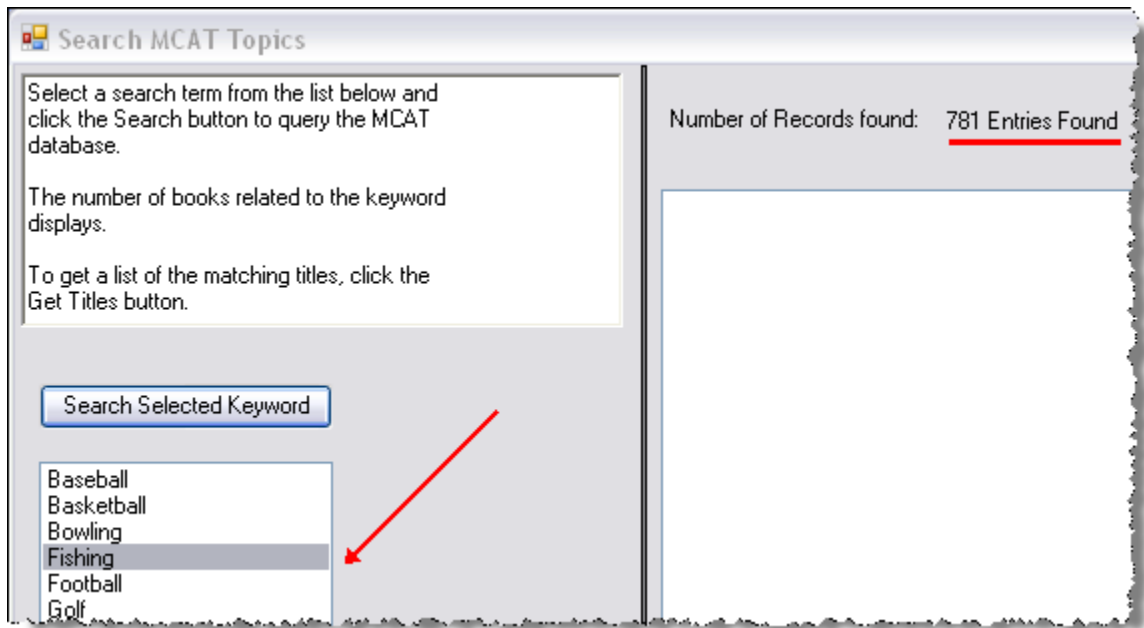 Search MCAT Topics
Select a search term from the list below and
click the Search button to query the MCAT
database.
The number of books related to the keyword
displays.
To get a list of the matching titles, click the
Get Titles button.
Number of Records found: 781 Entries Found
Search Selected Keyword
Baseball
Basketball
Bowling
Fishing
Football
Golf